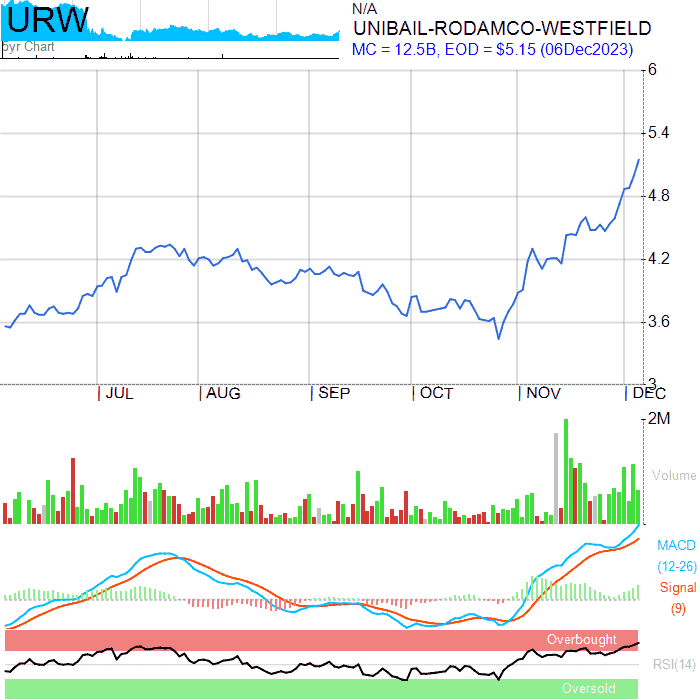 URW
5yr Chart
N/A
UNIBAIL-RODAMCO-WESTFIELD
MC = 12.5B, EOD = $5.15 (06Dec2023)
6
5.4
4.8
4.2
3.6
3
JUL AUG SEP OCT NOV DEC
2M
Volume
MACD
(12-26)
Signal
(9)
Overbought
RSI(14)
Oversold